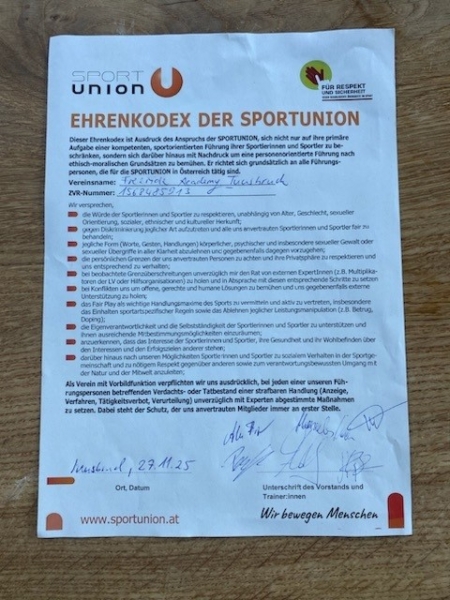 SPORT
UNION
FÜR RESPEKT
UND SICHERHEIT
EHRENKODEX DER SPORTUNION
Dieser Ehrenkodex ist Ausdruck des Anspruchs der SPORTUNION, sich nicht nur auf ihre primäre
Aufgabe einer kompetenten, sportorientierten Führung ihrer Sportlerinnen und Sportler zu be-
schränken, sondern sich darüber hinaus mit Nachdruck um eine personenorientierte Führung nach
ethisch-moralischen Grundsätzen zu bemühen. Er richtet sich grundsätzlich an alle Führungs-
personen, die für die SPORTUNION in Österreich tätig sind.
Vereinsname: Academy Innsbruck
ZVR-Nummer:
Wir versprechen,
die Würde der Sportlerinnen und Sportler zu respektieren, unabhängig von Alter, Geschlecht, sexueller
Orientierung, sozialer, ethnischer und kultureller Herkunft;
gegen Diskriminierung jeglicher Art aufzutreten und alle uns anvertrauten Sportlerinnen und Sportler fair zu
behandeln;
jegliche Form (Worte, Gesten, Handlungen) körperlicher, psychischer und insbesondere sexueller Gewalt oder
sexueller Übergriffe in aller Klarheit abzulehnen und gegebenenfalls dagegen vorzugehen;
die persönlichen Grenzen der uns anvertrauten Personen zu achten und ihre Privatsphäre zu respektieren und
uns entsprechend zu verhalten;
bei beobachteten Grenzüberschreitungen unverzüglich mir den Rat von externen ExpertInnen (z.B. Multiplika-
toren der LV oder Hilfsorganisationen) zu holen und in Absprache mit diesen entsprechende Schritte zu setzen
bei Konflikten um um offene, gerechte und humane Lösungen zu bemühen und uns gegebenenfalls externe
Unterstützung zu holen;
das Fair Play als wichtige Handlungsmaxime des Sports zu vermitteln und aktiv zu vertreten, insbesondere
das Einhalten sportartspezifischer Regeln sowie das Ablehnen jeglicher Leistungsmanipulation (z.B. Betrug,
Doping);
die Eigenverantwortlichkeit und die Selbstständigkeit der Sportlerinnen und Sportler zu unterstützen und
ihnen ausreichende Mitbestimmungsmöglichkeiten einzuräumen;
anzuerkennen, dass das Interesse der Sportlerinnen und Sportler, ihre Gesundheit und ihr Wohlbefinden über
den Interessen und den Erfolgszielen anderer stehen;
darüber hinaus nach unseren Möglichkeiten Sportlerinnen und Sportler zu sozialem Verhalten in der Sportge-
meinschaft und zu nötigem Respekt gegenüber anderen sowie zum verantwortungsbewussten Umgang mit
der Natur und der Mitwelt anzuleiten;
Als Verein mit Vorbildfunktion verpflichten wir uns ausdrücklich, bei jeden einer unseren Füh-
rungspersonen betreffenden Verdachts- oder Tatbestand einer strafbaren Handlung (Anzeige,
Verfahren, Tätigkeitsverbot, Verurteilung) unverzüglich mit Experten abgestimmte Maßnahmen
zu setzen. Dabei steht der Schutz, der uns anvertrauten Mitglieder immer an erster Stelle.
27.11.25
Ort, Datum
Unterschrift des Vorstands und
Trainer:innen
www.sportunion.at
Wir bewegen Menschen